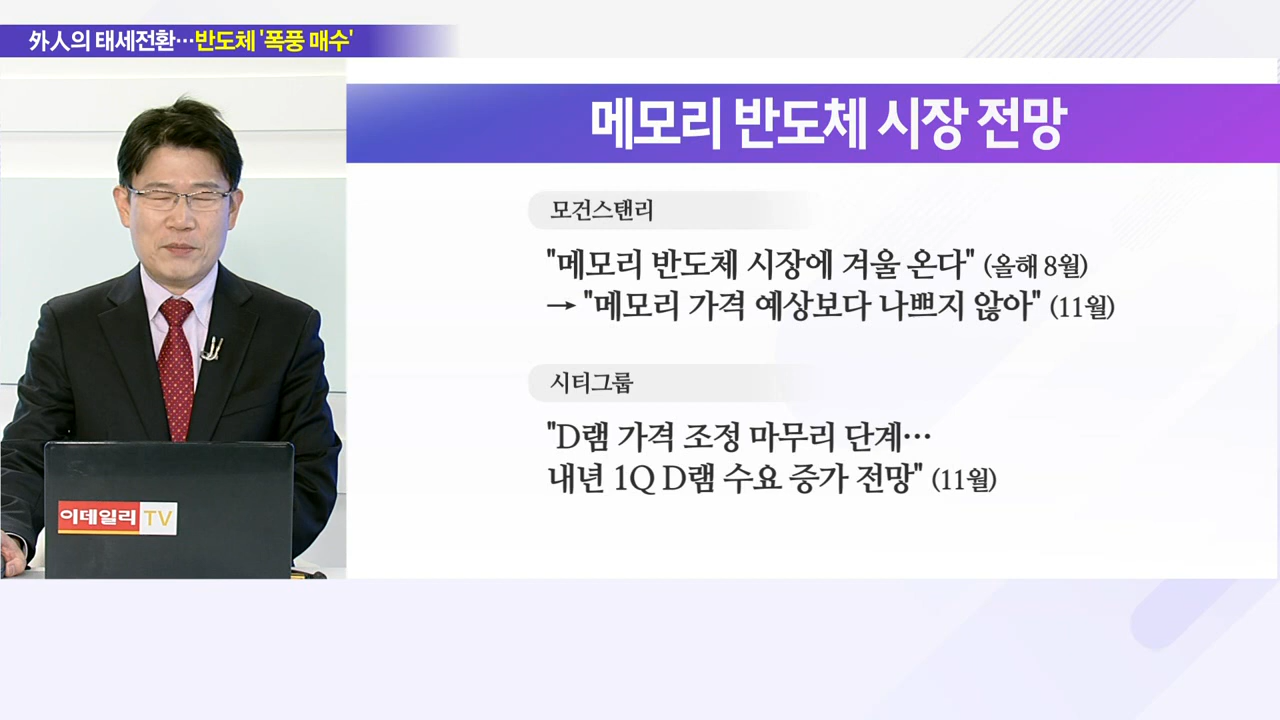 外人의 태세전환…반도체 '폭풍 매수'
메모리 반도체 시장 전망
모건스탠리
"메모리 반도체 시장에 겨울 온다" (올해 8월)
→ "메모리 가격 예상보다 나쁘지 않아" (11월)
시티그룹
"D램 가격 조정 마무리 단계…
내년 1Q D램 수요 증가 전망" (11월)
이데일리 TV